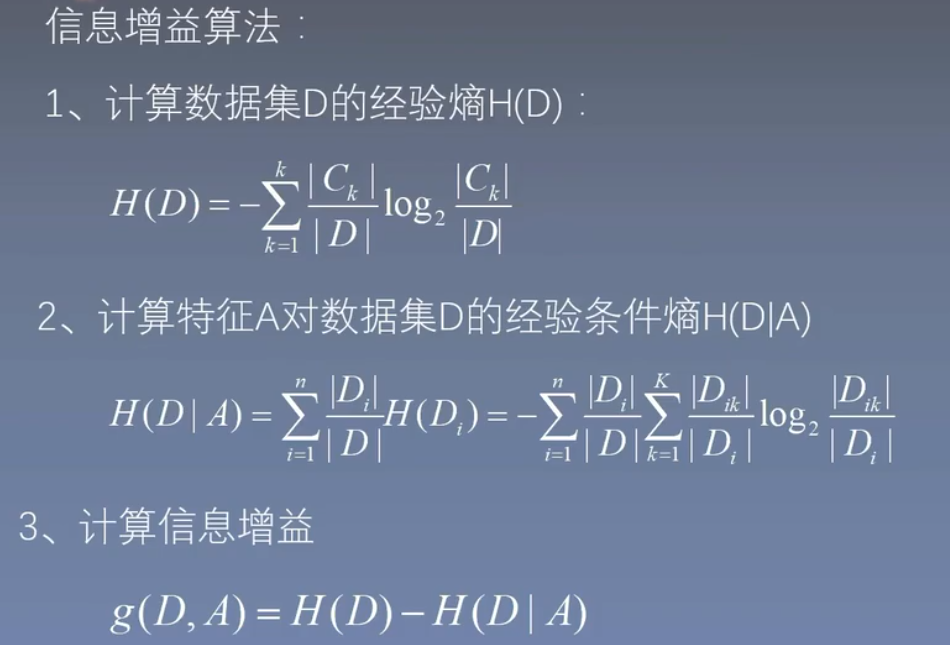 信息增益算法：
1、计算数据集D的经验熵H(D)：
H(D) = -\sum_{k=1}^{k} \frac{|C_k|}{|D|} \log_2 \frac{|C_k|}{|D|}
2、计算特征A对数据集D的经验条件熵H(D|A)
H(D|A) = \sum_{i=1}^{n} \frac{|D_i|}{|D|} H(D_i) = -\sum_{i=1}^{n} \frac{|D_i|}{|D|} \sum_{k=1}^{K} \frac{|D_{ik}|}{|D_i|} \log_2 \frac{|D_{ik}|}{|D_i|}
3、计算信息增益
g(D,A) = H(D) - H(D|A)